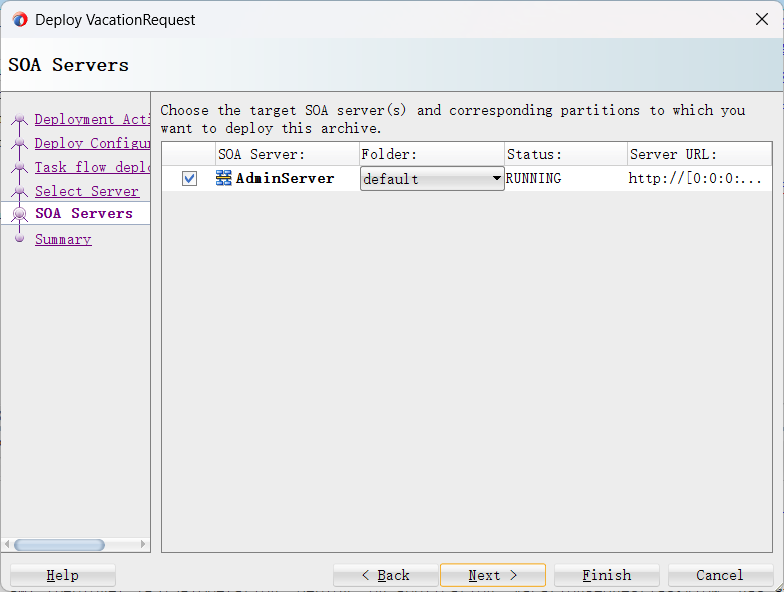 Deploy VacationRequest
SOA Servers
Deployment Acti
Deploy Configur
Task flow deplo
Select Server
SOA Servers
Summary
Choose the target SOA server(s) and corresponding partitions to which you
want to deploy this archive.
SOA Server: Folder: Status: Server URL:
AdminServer default RUNNING http://[0:0:0:...
Help < Back Next > Finish Cancel